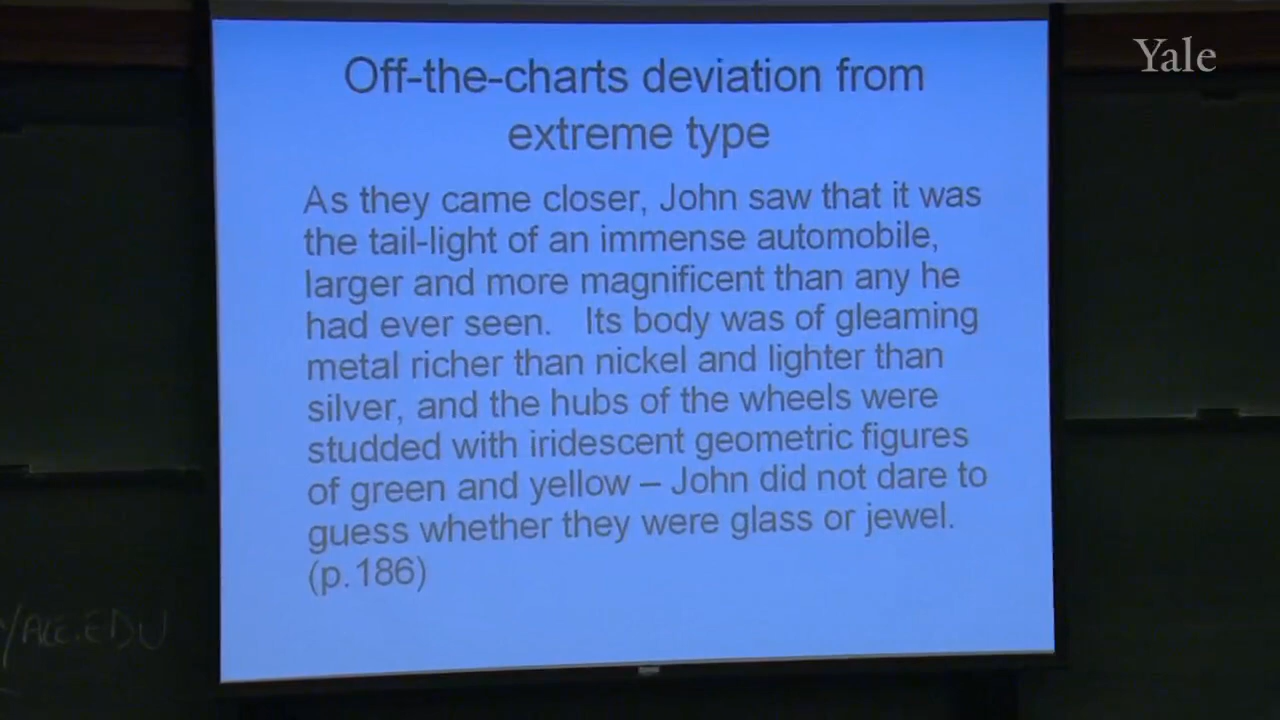 Yale
Off-the-charts deviation from
extreme type
As they came closer, John saw that it was
the tail-light of an immense automobile,
larger and more magnificent than any he
had ever seen. Its body was of gleaming
metal richer than nickel and lighter than
silver, and the hubs of the wheels were
studded with iridescent geometric figures
of green and yellow – John did not dare to
guess whether they were glass or jewel.
(p.186)
YALE.EDU